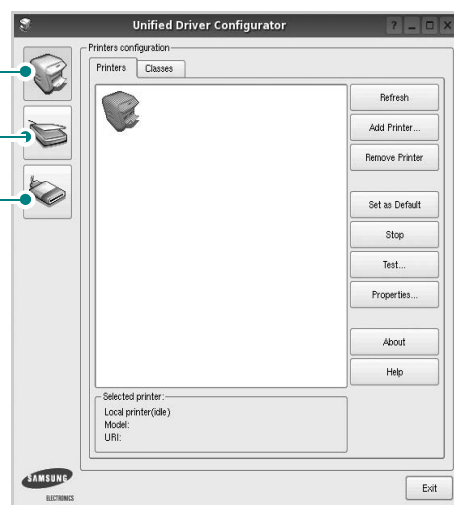 Unified Driver Configurator
Printers configuration
Printers
Classes
Refresh
Add Printer...
Remove Printer
Set as Default
Stop
Test...
Properties...
About
Help
Selected printer:
Local printer(idle)
Model:
URI:
SAMSUNG
ELECTRONICS
Exit